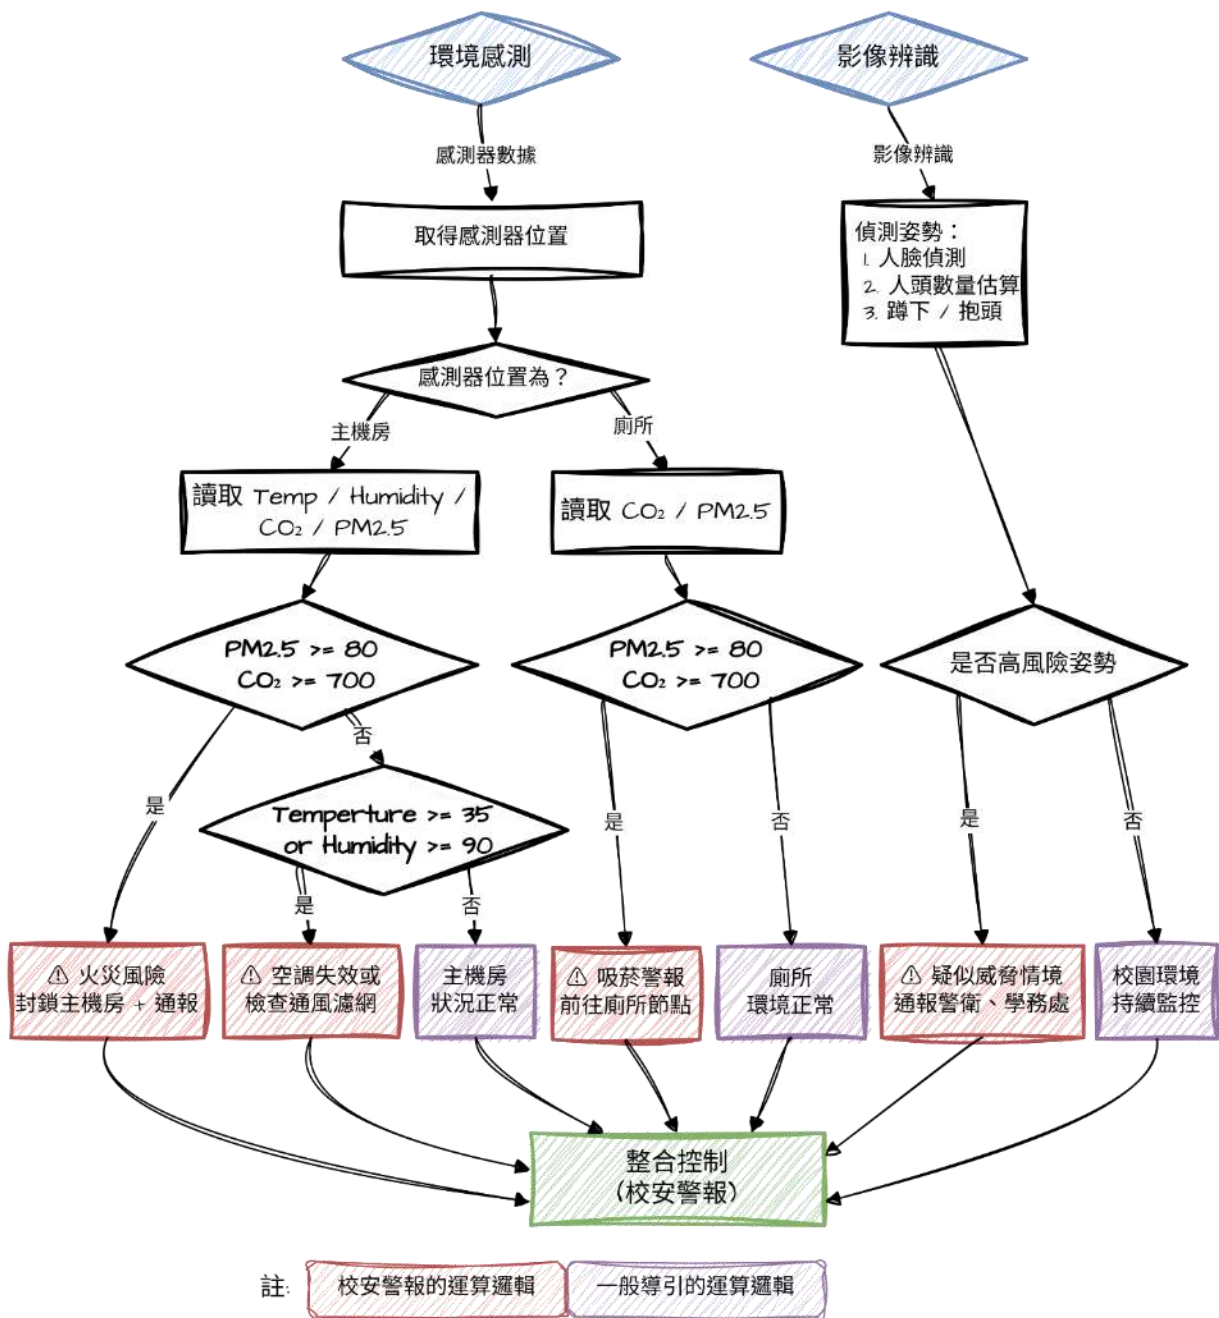 環境感測
影像辨識
感測器數據
影像辨識
取得感測器位置
偵測姿勢：
1. 人臉偵測
2. 人頭數量估算
3. 蹲下 / 抱頭
感測器位置為？
主機房
廁所
讀取 Temp / Humidity /
CO₂ / PM2.5
讀取 CO₂ / PM2.5
PM2.5 >= 80
CO₂ >= 700
PM2.5 >= 80
CO₂ >= 700
是否高風險姿勢
否
是
Temperture >= 35
or Humidity >= 90
是
否
是
否
是
否
⚠ 火災風險
封鎖主機房 + 通報
⚠ 空調失效或
檢查通風濾網
主機房
狀況正常
⚠ 吸菸警報
前往廁所節點
廁所
環境正常
⚠ 疑似威脅情境
通報警衛、學務處
校園環境
持續監控
整合控制
（校安警報）
註:
校安警報的運算邏輯
一般導引的運算邏輯